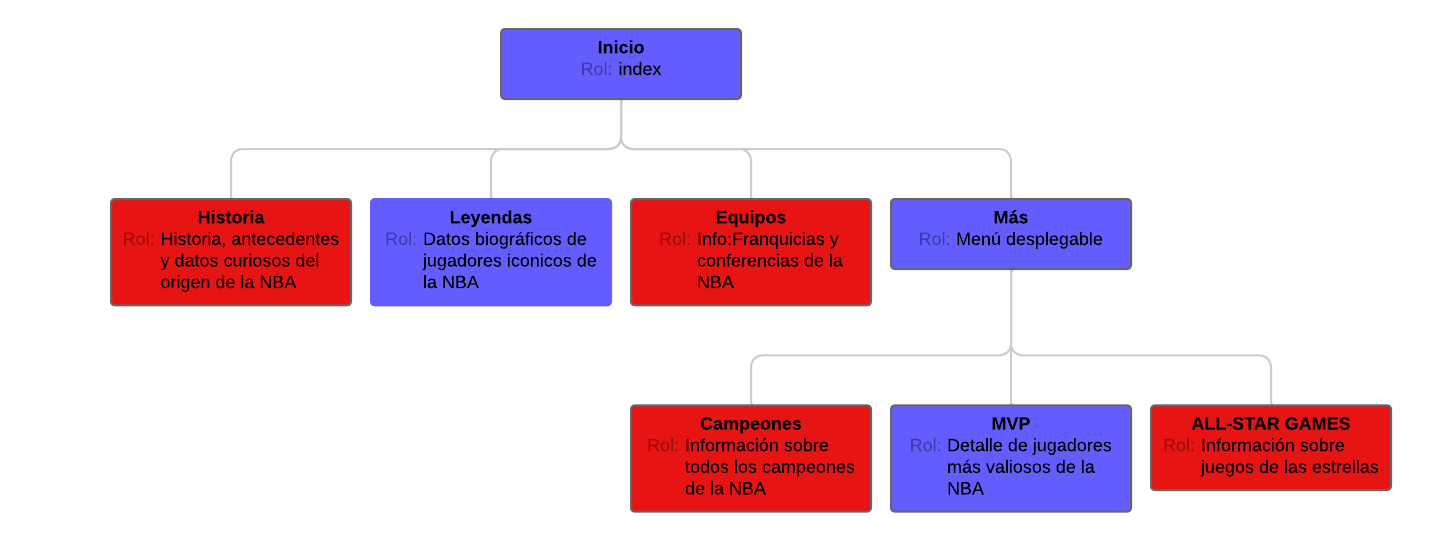 Inicio
Rol: index
Historia
Rol: Historia, antecedentes
y datos curiosos del
origen de la NBA
Leyendas
Rol: Datos biográficos de
jugadores iconicos de
la NBA
Equipos
Rol: Info:Franquicias y
conferencias de la
NBA
Más
Rol: Menú desplegable
Campeones
Rol: Información sobre
todos los campeones
de la NBA
MVP
Rol: Detalle de jugadores
más valiosos de la
NBA
ALL-STAR GAMES
Rol: Información sobre
juegos de las estrellas